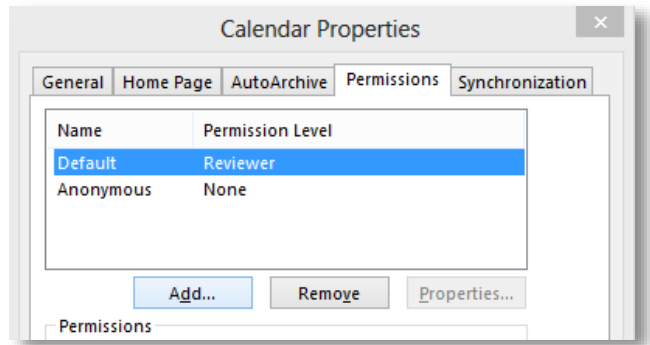 Calendar Properties
General Home Page AutoArchive Permissions Synchronization
Name Permission Level
Default Reviewer
Anonymous None
Add... Remove Properties...
Permissions